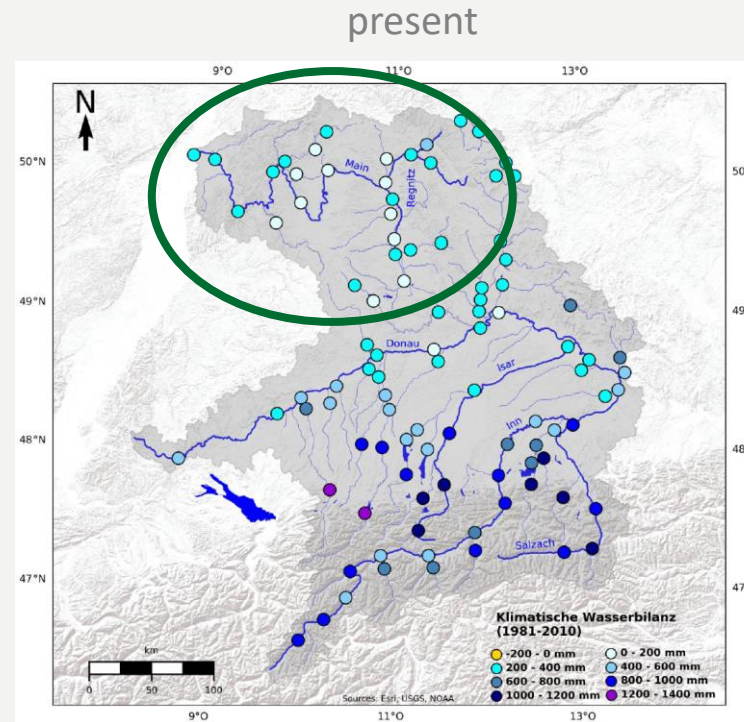 present
9°O 11°O 13°O
N
50°N
50
Main
Regnitz
49°N
49
Donau
Isar
Inn
48°N
48
Salzach
47°N
47
Klimatische Wasserbilanz
(1981-2010)
-200 - 0 mm 0 - 200 mm
200 - 400 mm 400 - 600 mm
600 - 800 mm 800 - 1000 mm
1000 - 1200 mm 1200 - 1400 mm
km
0 50 100
Sources: Esri, USGS, NOAA
9°O 11°O 13°O